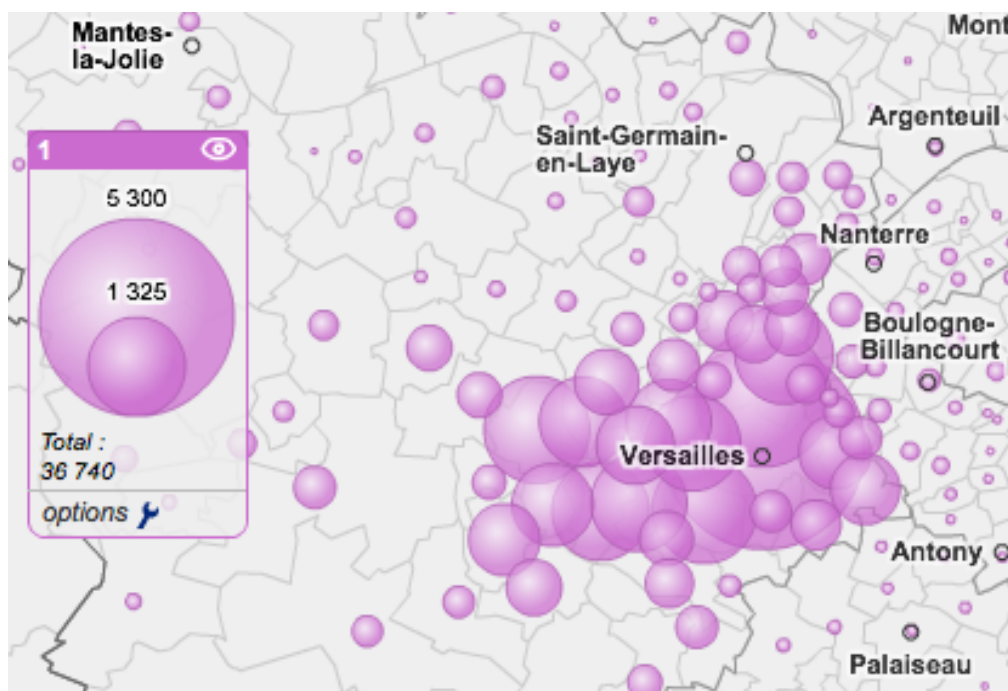 Mantes-
la-Jolie
Mont
Argenteuil
Saint-Germain-
en-Laye
1
5 300
1 325
Nanterre
Boulogne-
Billancourt
Total :
36 740
Versailles
options
Antony
Palaiseau